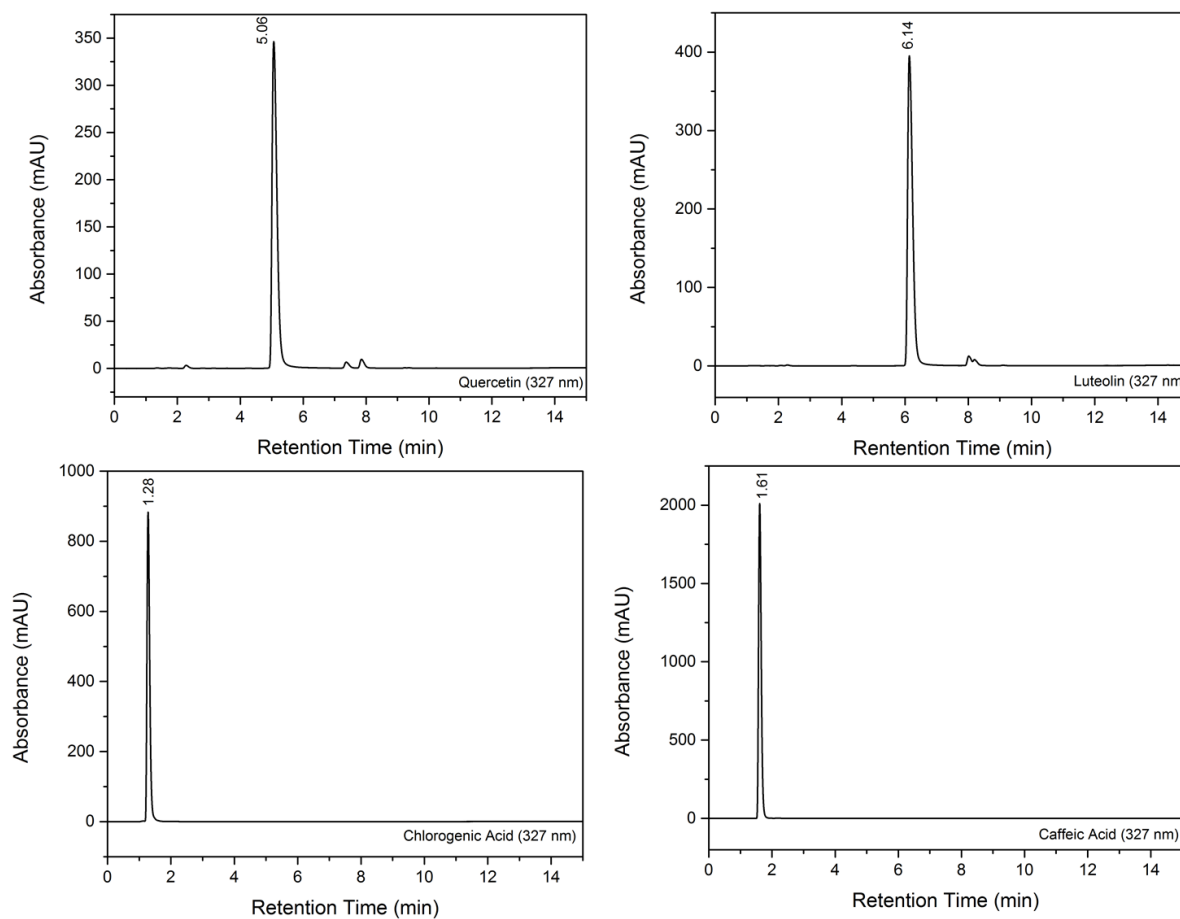 5.06
350
300
250
200
150
100
50
0
Absorbance (mAU)
Quercetin (327 nm)
0 2 4 6 8 10 12 14
Retention Time (min)
6.14
400
300
200
100
0
Absorbance (mAU)
Luteolin (327 nm)
0 2 4 6 8 10 12 14
Rentention Time (min)
1.28
1000
800
600
400
200
0
Absorbance (mAU)
Chlorogenic Acid (327 nm)
0 2 4 6 8 10 12 14
Retention Time (min)
1.61
2000
1500
1000
500
0
Absorbance (mAU)
Caffeic Acid (327 nm)
0 2 4 6 8 10 12 14
Retention Time (min)